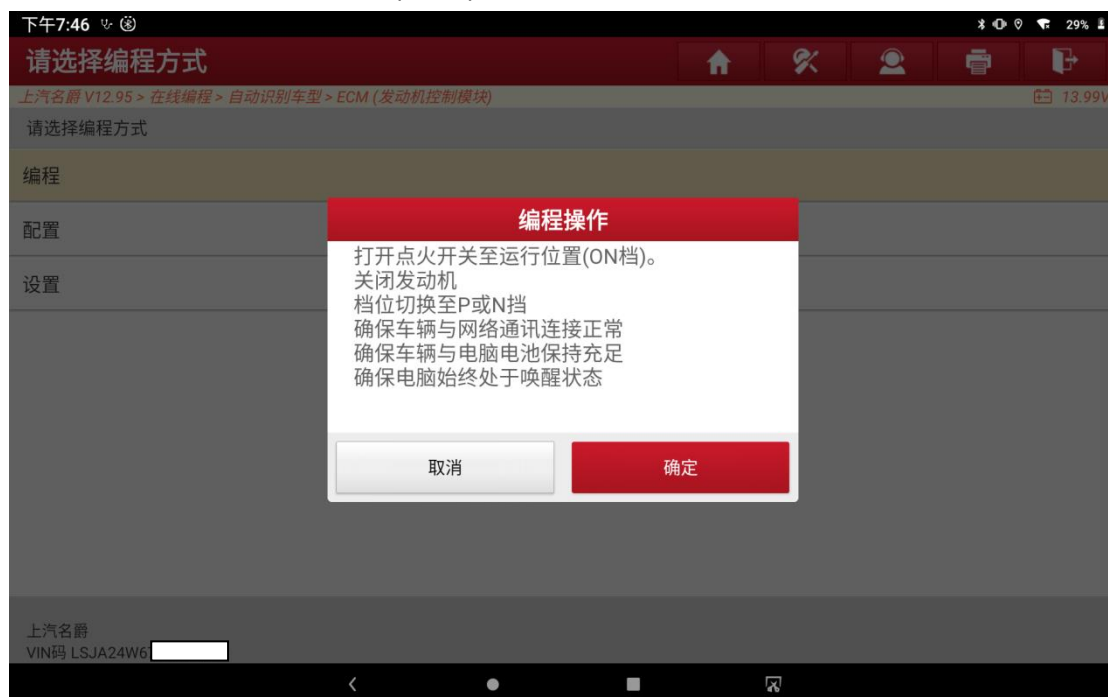 下午7:46
29%
请选择编程方式
上汽名爵 V12.95 > 在线编程 > 自动识别车型 > ECM (发动机控制模块)
13.99V
请选择编程方式
编程
配置
设置
编程操作
打开点火开关至运行位置(ON档)。
关闭发动机
档位切换至P或N挡
确保车辆与网络通讯连接正常
确保车辆与电脑电池保持充足
确保电脑始终处于唤醒状态
取消
确定
上汽名爵
VIN码 LSJA24W6